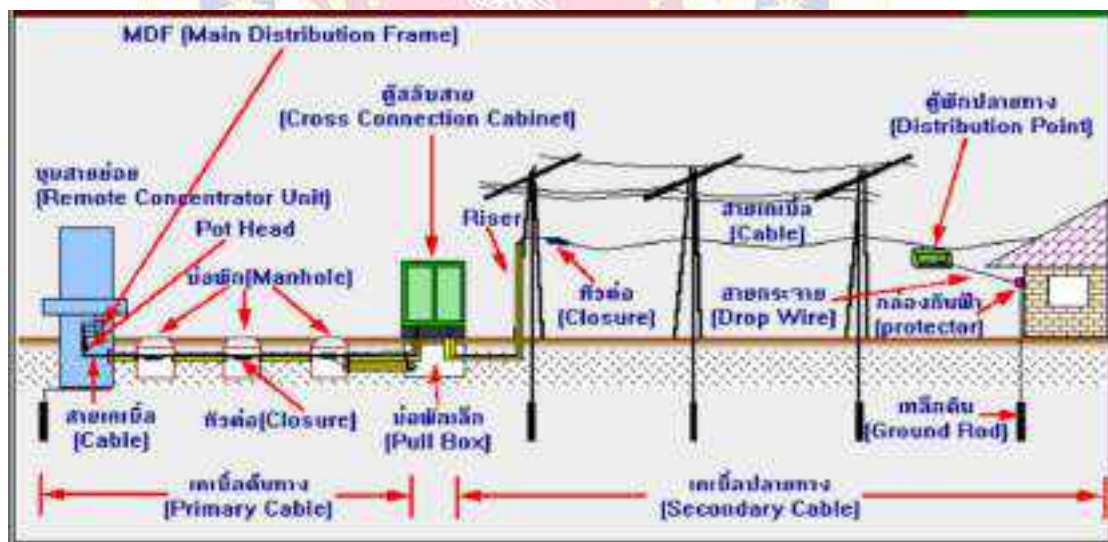 MDF (Main Distribution Frame)
ตู้สลับสาย
(Cross Connection Cabinet)
ตู้พักปลายทาง
(Distribution Point)
ชุมสายย่อย
(Remote Concentrator Unit)
Pot Head
บ่อพัก(Manhole)
Riser
สายเคเบิ้ล
(Cable)
หัวต่อ
(Closure)
สายกระจาย
(Drop Wire)
กล่องกันฟ้า
(protector)
สายเคเบิ้ล
(Cable)
หัวต่อ(Closure)
บ่อพักเล็ก
(Pull Box)
เหล็กดิน
(Ground Rod)
เคเบิ้ลต้นทาง
(Primary Cable)
เคเบิ้ลปลายทาง
(Secondary Cable)